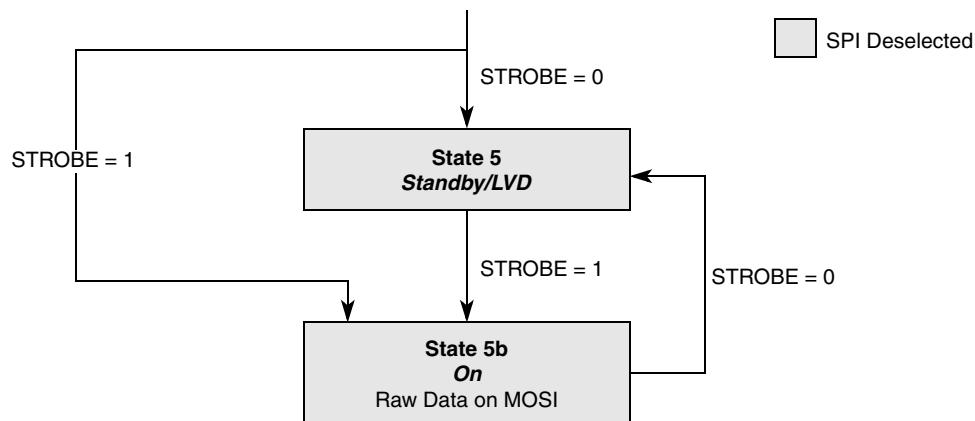 SPI Deselected
STROBE = 0
State 5
Standby/LVD
STROBE = 1
STROBE = 1
STROBE = 0
State 5b
On
Raw Data on MOSI